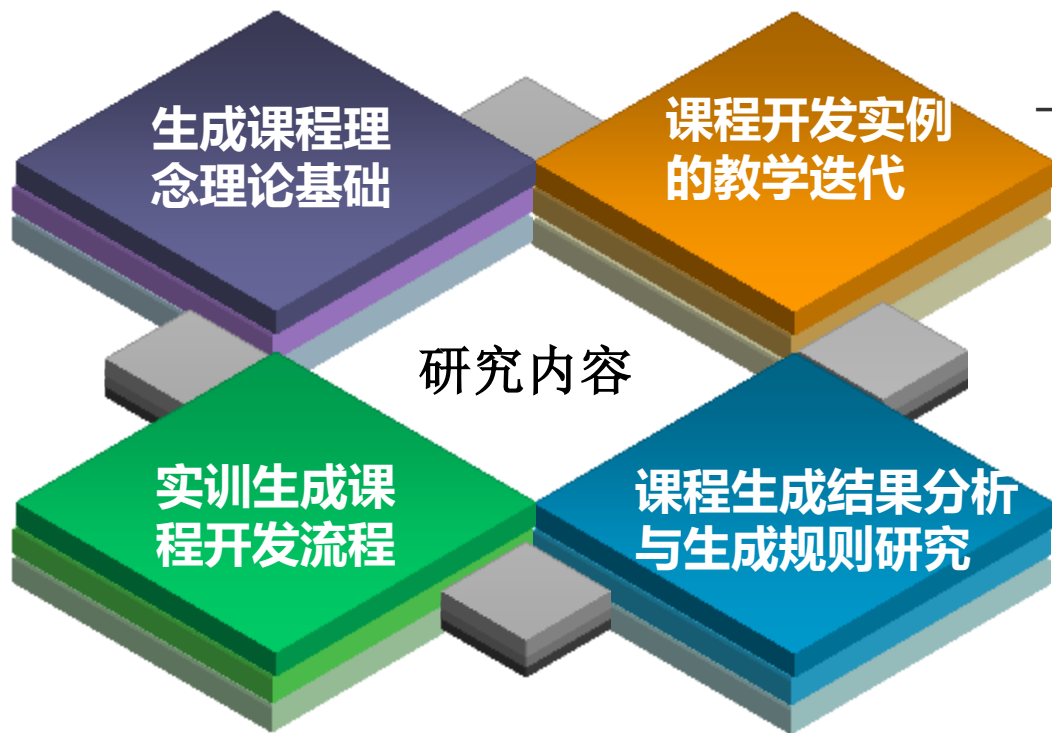 生成课程理
念理论基础
课程开发实例
的教学迭代
研究内容
实训生成课
程开发流程
课程生成结果分析
与生成规则研究